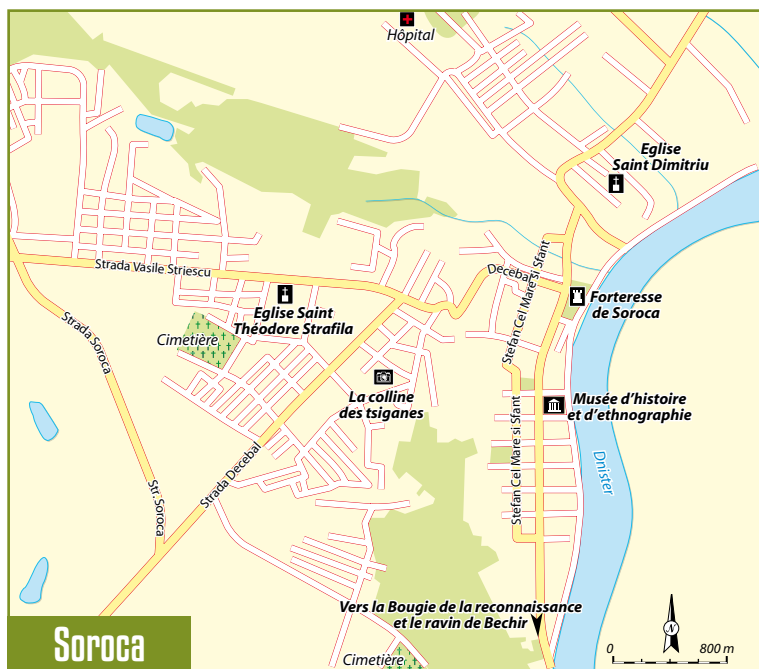 Hôpital
Eglise
Saint Dimitriu
Strada Vasile Striescu
Decebal
Stefan Cel Mare si Sfant
Forteresse
de Soroca
Eglise Saint
Théodore Strafila
Cimetière
Strada Soroca
La colline
des tsiganes
Musée d'histoire
et d'ethnographie
Stefan Cel Mare si Sfant
Dnister
Strada Decebal
Str. Soroca
Vers la Bougie de la reconnaissance
et le ravin de Bechir
N
Soroca
Cimetière
0 800 m